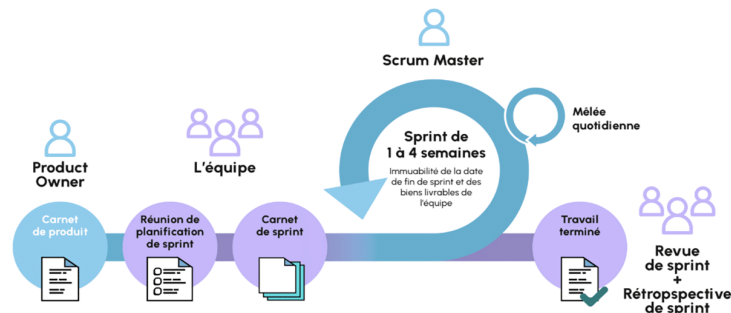 Scrum Master
Mêlée
quotidienne
Product
Owner
L'équipe
Sprint de
1 à 4 semaines
Immuabilité de la date
de fin de sprint et des
biens livrables de
l'équipe
Carnet
de produit
Réunion de
planification
de sprint
Carnet
de sprint
Travail
terminé
Revue
de sprint
+
Rétropspective
de sprint